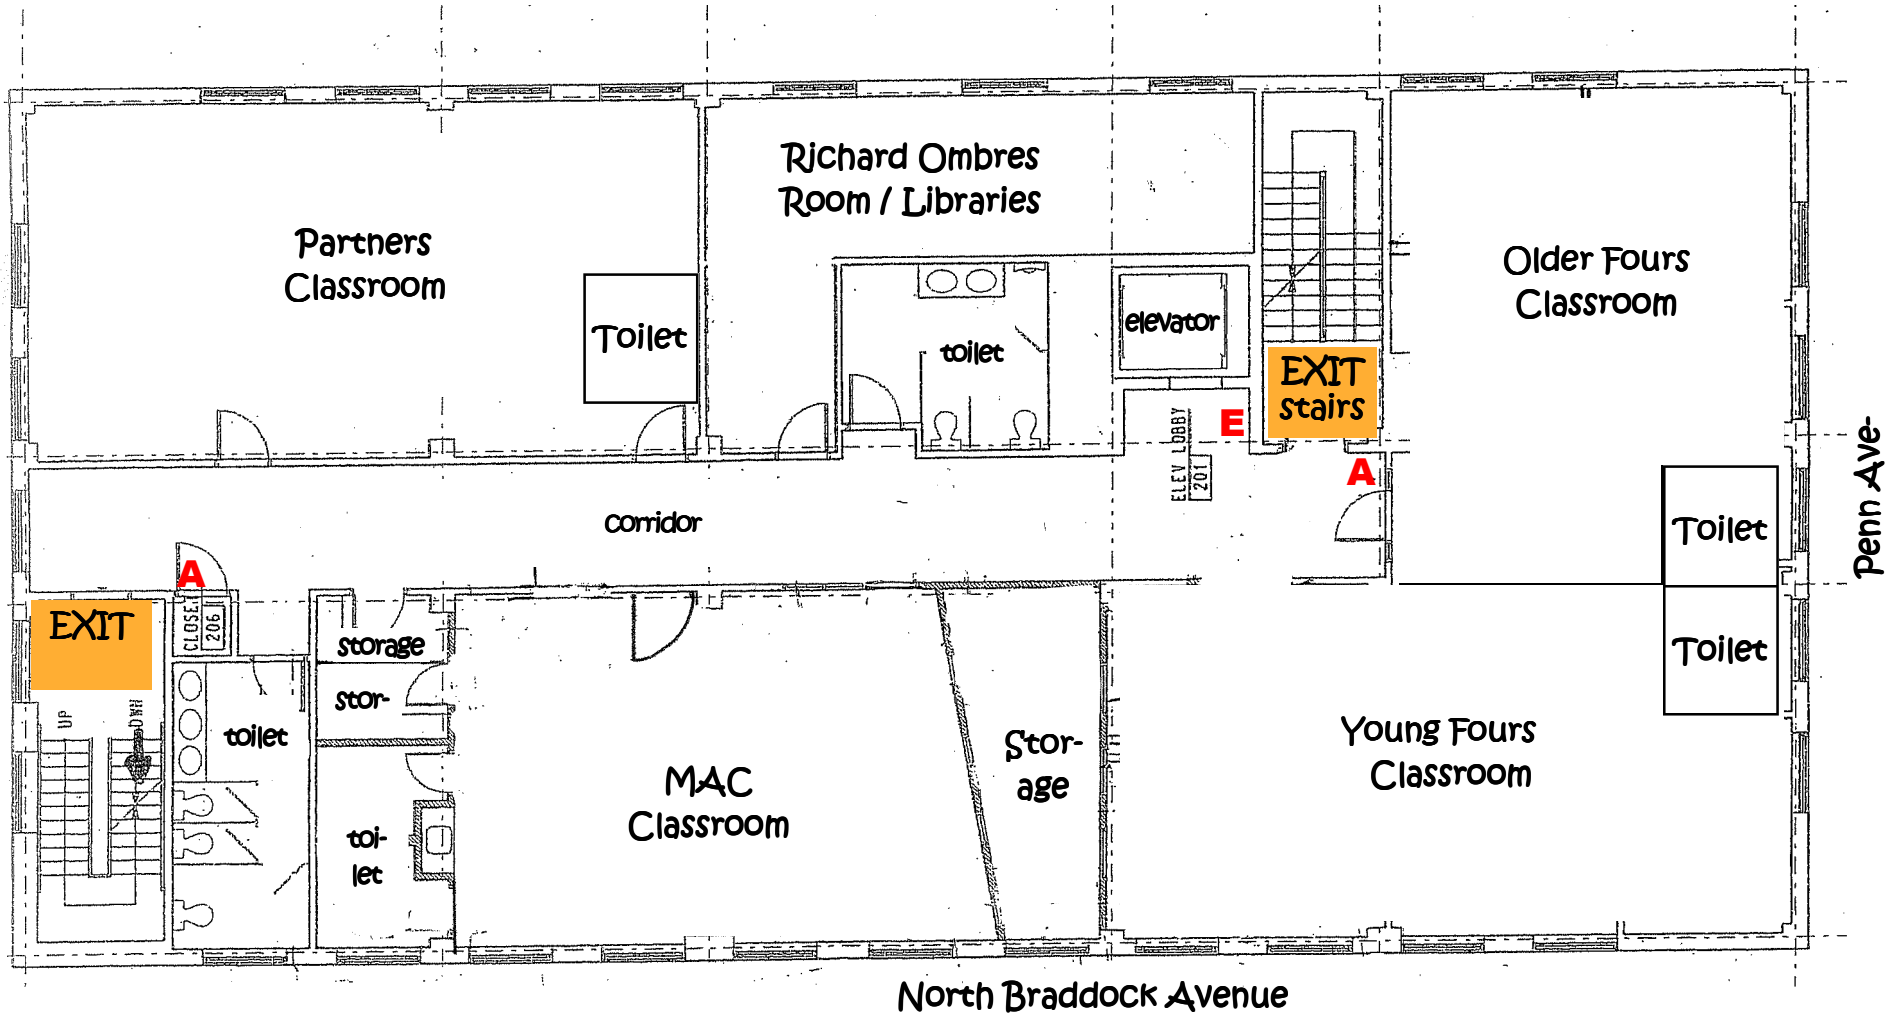 Richard Ombres
Room / Libraries
Partners
Classroom
Older Fours
Classroom
Toilet
elevator
toilet
EXIT
stairs
E
ELEV LOBBY
201
A
Penn Ave-
corridor
Toilet
A
EXIT
CLOSET
206
storage
Toilet
stor-
UP
DWN
toilet
Stor-
age
Young Fours
Classroom
MAC
Classroom
toi-
let
North Braddock Avenue